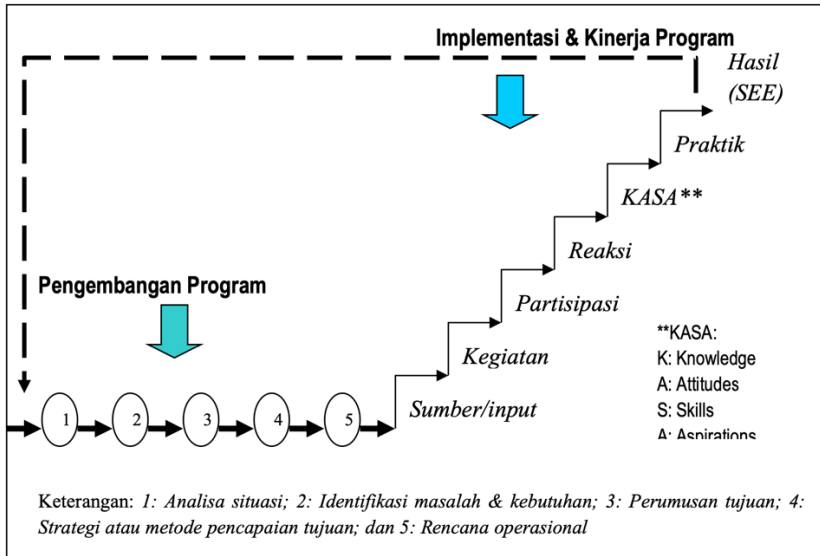 Implementasi & Kinerja Program
Hasil
(SEE)
Praktik
KASA**
Reaksi
Pengembangan Program
Partisipasi
Kegiatan
Sumber/input
**KASA:
K: Knowledge
A: Attitudes
S: Skills
A: Aspirations
1 2 3 4 5
Keterangan: 1: Analisa situasi; 2: Identifikasi masalah & kebutuhan; 3: Perumusan tujuan; 4:
Strategi atau metode pencapaian tujuan; dan 5: Rencana operasional